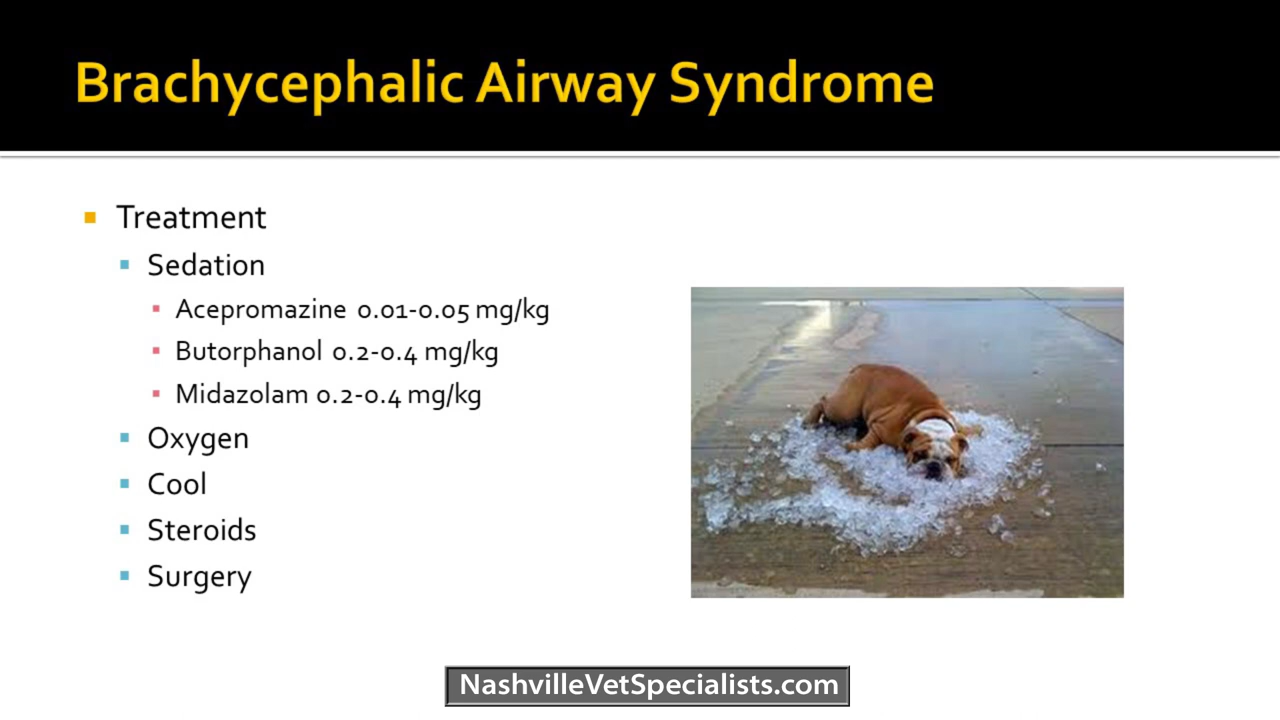 Brachycephalic Airway Syndrome
Treatment
Sedation
Acepromazine 0.01-0.05 mg/kg
Butorphanol 0.2-0.4 mg/kg
Midazolam 0.2-0.4 mg/kg
Oxygen
Cool
Steroids
Surgery
NashvilleVetSpecialists.com